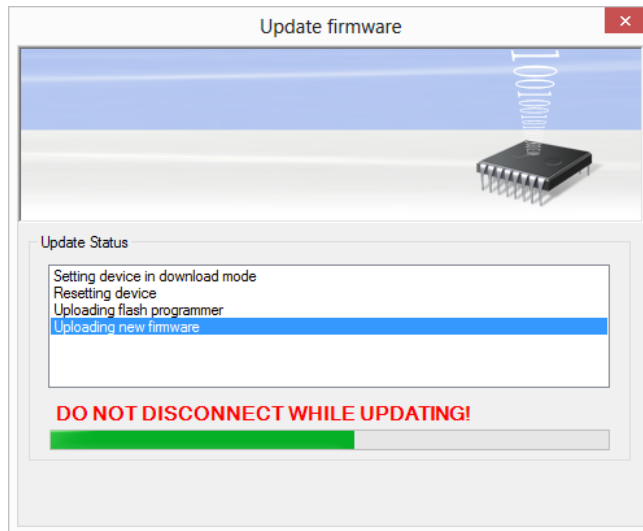 Update firmware
Update Status
Setting device in download mode
Resetting device
Uploading flash programmer
Uploading new firmware
DO NOT DISCONNECT WHILE UPDATING!